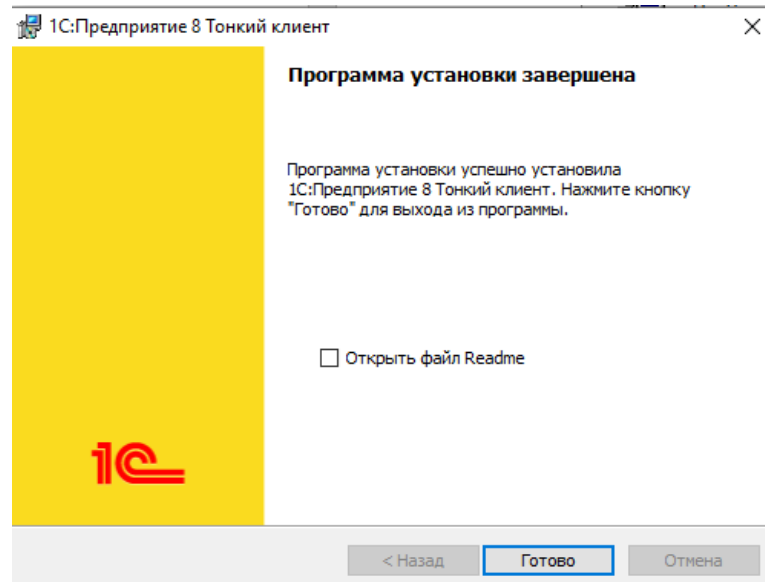 1С:Предприятие 8 Тонкий клиент
Программа установки завершена
Программа установки успешно установила
1С:Предприятие 8 Тонкий клиент. Нажмите кнопку
"Готово" для выхода из программы.
Открыть файл Readme
1С
< Назад
Готово
Отмена